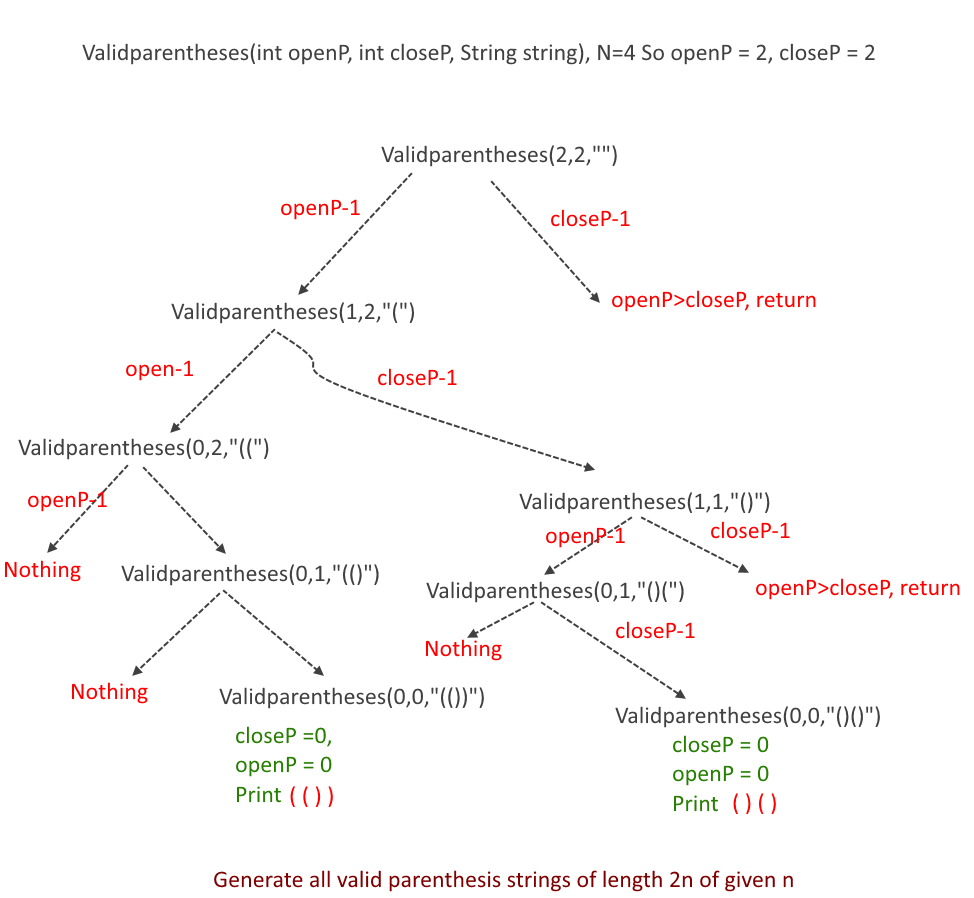 Validparentheses(int openP, int closeP, String string), N=4 So openP = 2, closeP = 2
Validparentheses(2,2,"")
openP-1
closeP-1
openP>closeP, return
Validparentheses(1,2,"(")
open-1
closeP-1
Validparentheses(0,2,"((")
openP-1
Validparentheses(1,1,"()")
openP-1
closeP-1
Nothing
Validparentheses(0,1,"(()")
Validparentheses(0,1,"()(")
openP>closeP, return
Nothing
closeP-1
Nothing
Validparentheses(0,0,"(())")
Validparentheses(0,0,"()()")
closeP =0,
openP = 0
Print ( ( ) )
closeP = 0
openP = 0
Print ( ) ( )
Generate all valid parenthesis strings of length 2n of given n